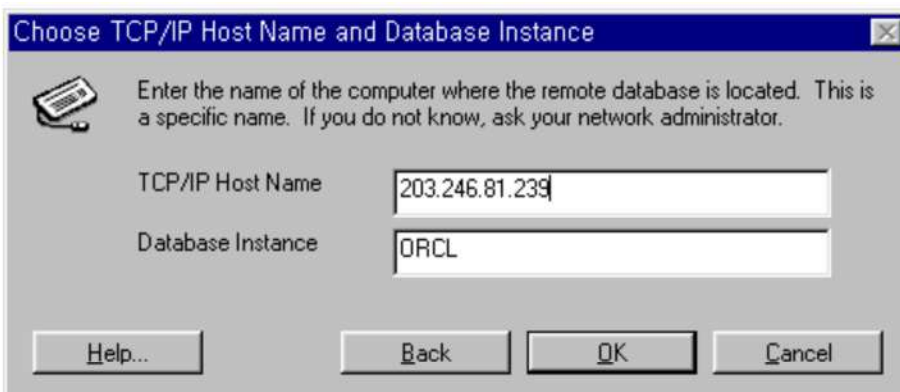 Choose TCP/IP Host Name and Database Instance
Enter the name of the computer where the remote database is located. This is
a specific name. If you do not know, ask your network administrator.
TCP/IP Host Name
203.246.81.239
Database Instance
ORCL
Help...
Back
OK
Cancel